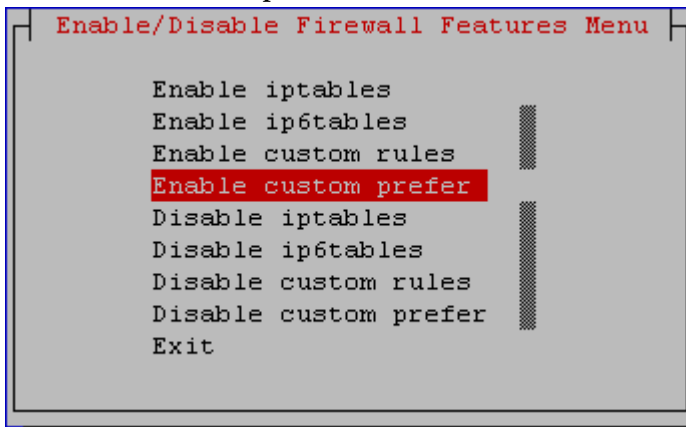 Enable/Disable Firewall Features Menu
Enable iptables
Enable ip6tables
Enable custom rules
Enable custom prefer
Disable iptables
Disable ip6tables
Disable custom rules
Disable custom prefer
Exit